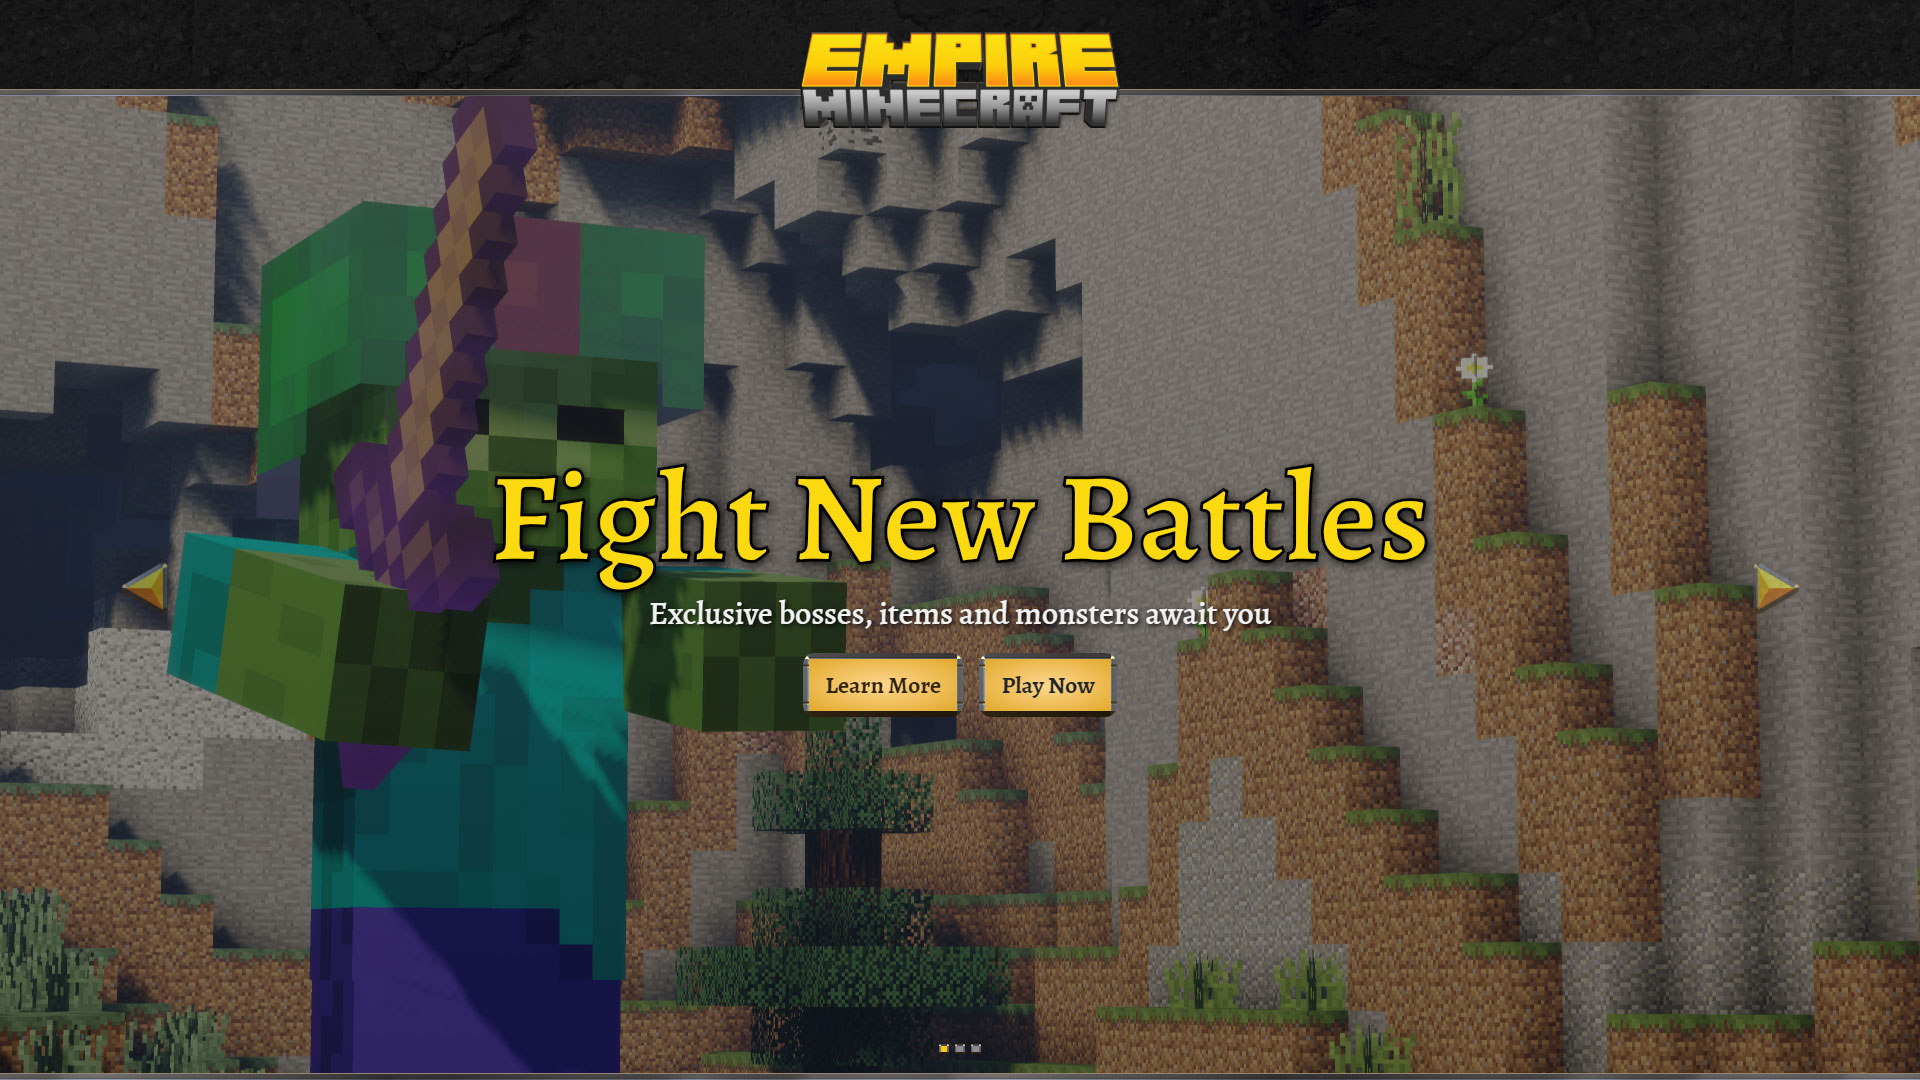 EMPIRE
MINECRAFT
Fight New Battles
Exclusive bosses, items and monsters await you
Learn More
Play Now